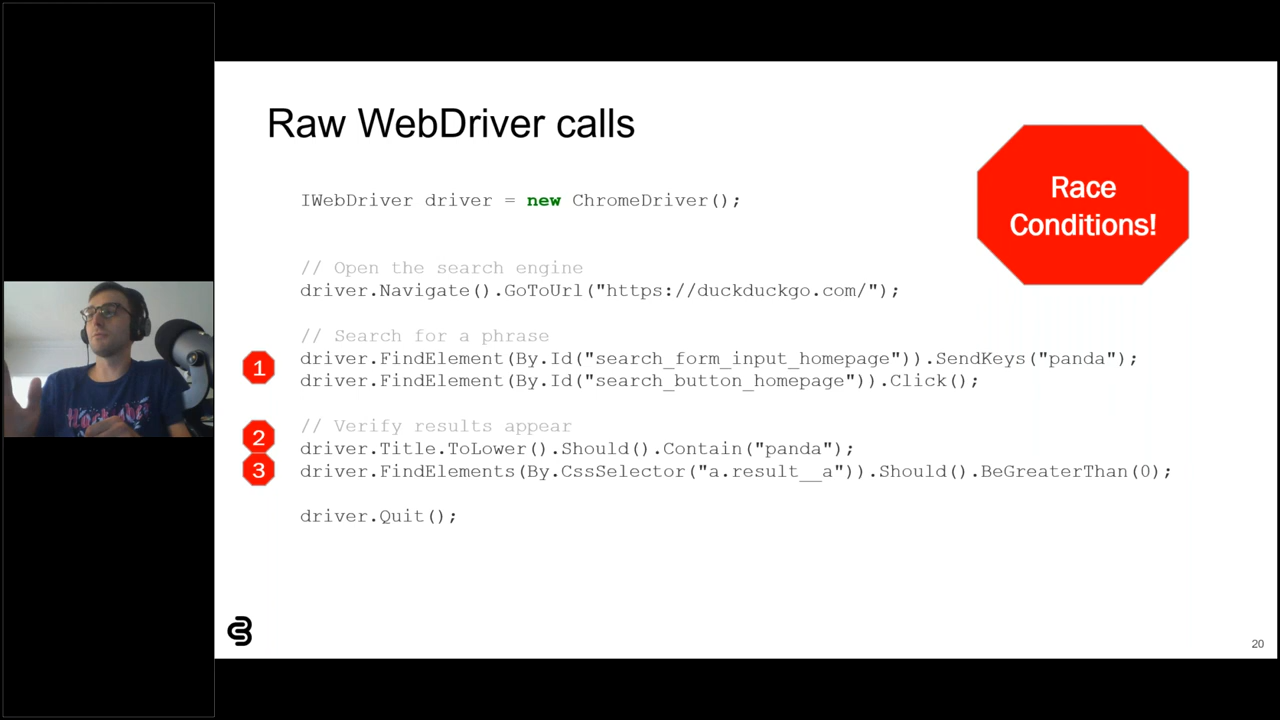 Raw WebDriver calls
Race
Conditions!
IWebDriver driver = new ChromeDriver();
// Open the search engine
driver.Navigate().GoToUrl("https://duckduckgo.com/");
// Search for a phrase
1
driver.FindElement(By.Id("search_form_input_homepage")).SendKeys("panda");
driver.FindElement(By.Id("search_button_homepage")).Click();
// Verify results appear
2
driver.Title.ToLower().Should().Contain("panda");
3
driver.FindElements(By.CssSelector("a.result__a")).Should().BeGreaterThan(0);
driver.Quit();
20